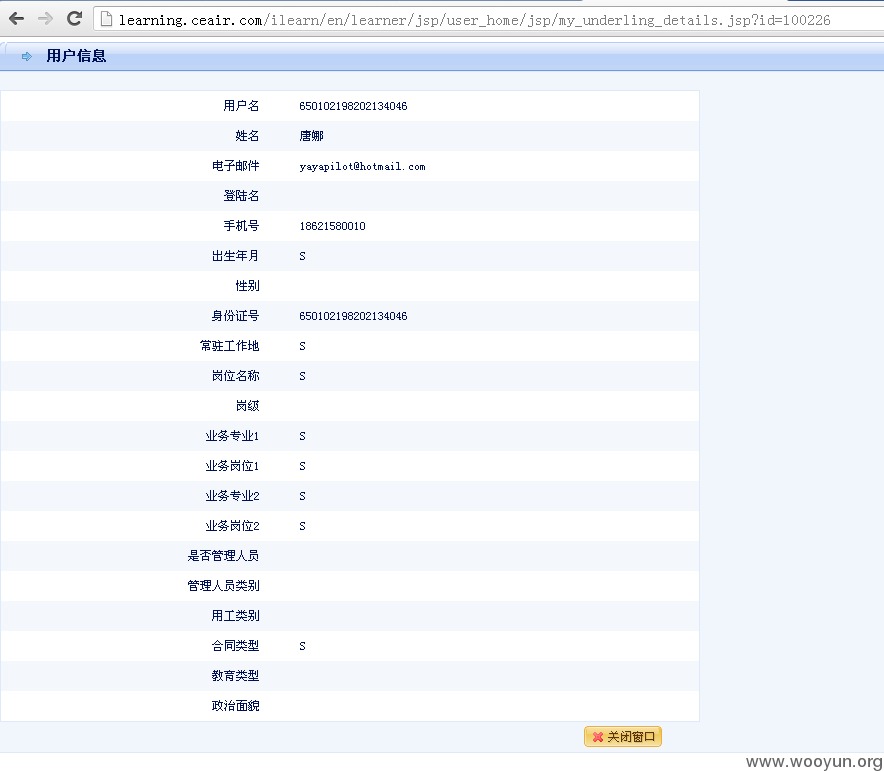 learning.ceair.com/ilearn/en/learner/jsp/user_home/jsp/my_underling_details.jsp?id=100226
用户信息
用户名 650102198202134046
姓名 唐娜
电子邮件 yayapilot@hotmail.com
登陆名
手机号 18621580010
出生年月 S
性别
身份证号 650102198202134046
常驻工作地 S
岗位名称 S
岗级
业务专业1 S
业务岗位1 S
业务专业2 S
业务岗位2 S
是否管理人员
管理人员类别
用工类别
合同类型 S
教育类型
政治面貌
关闭窗口
www.wooyun.org